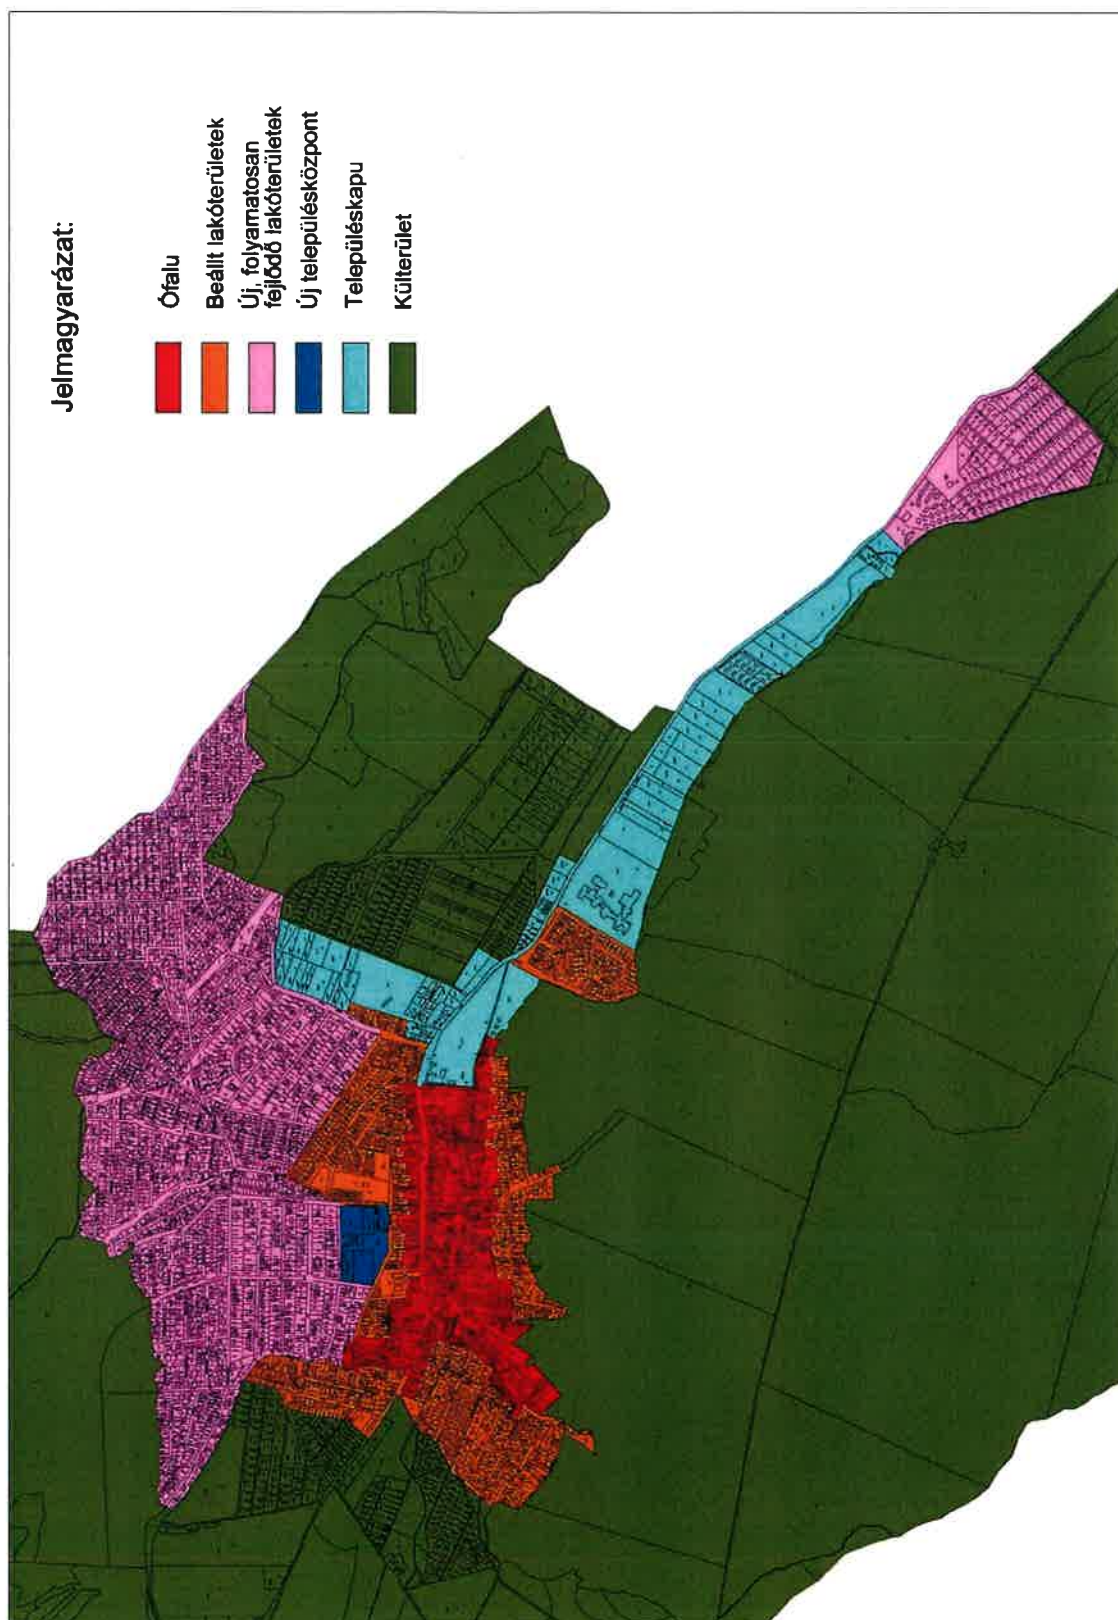 Jelmagyarázat:
Ófalu
Beállt lakóterületek
Új, folyamatosan
fejlődő lakóterületek
Új településközpont
Településkapu
Külterület